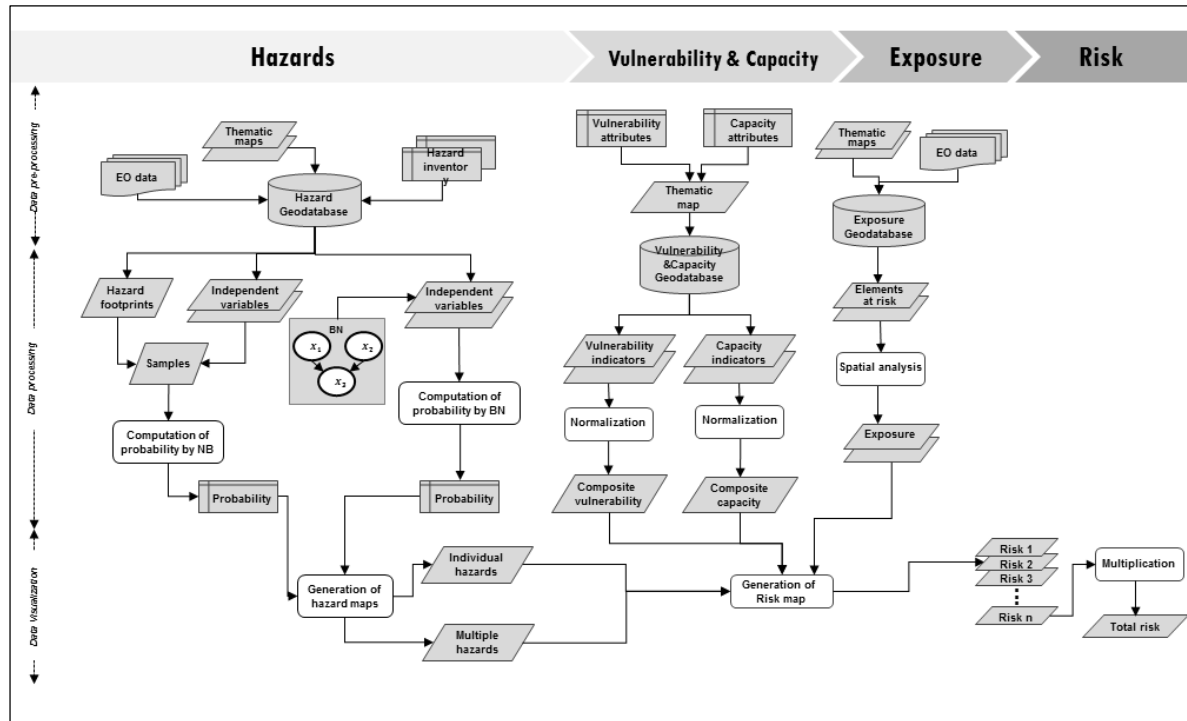 Hazards
Vulnerability & Capacity
Exposure
Risk
Data pre-processing
Data processing
Data Visualization
Thematic
maps
EO data
Hazard
inventor
y
Hazard
Geodatabase
Hazard
footprints
Independent
variables
Independent
variables
BN
x1
x2
x3
Samples
Computation of
probability by BN
Computation of
probability by NB
Probability
Probability
Generation of
hazard maps
Individual
hazards
Multiple
hazards
Vulnerability
attributes
Capacity
attributes
Thematic
map
Vulnerability
&Capacity
Geodatabase
Vulnerability
indicators
Capacity
indicators
Normalization
Normalization
Composite
vulnerability
Composite
capacity
Thematic
maps
EO data
Exposure
Geodatabase
Elements
at risk
Spatial analysis
Exposure
Generation of
Risk map
Risk 1
Risk 2
Risk 3
Risk n
Multiplication
Total risk